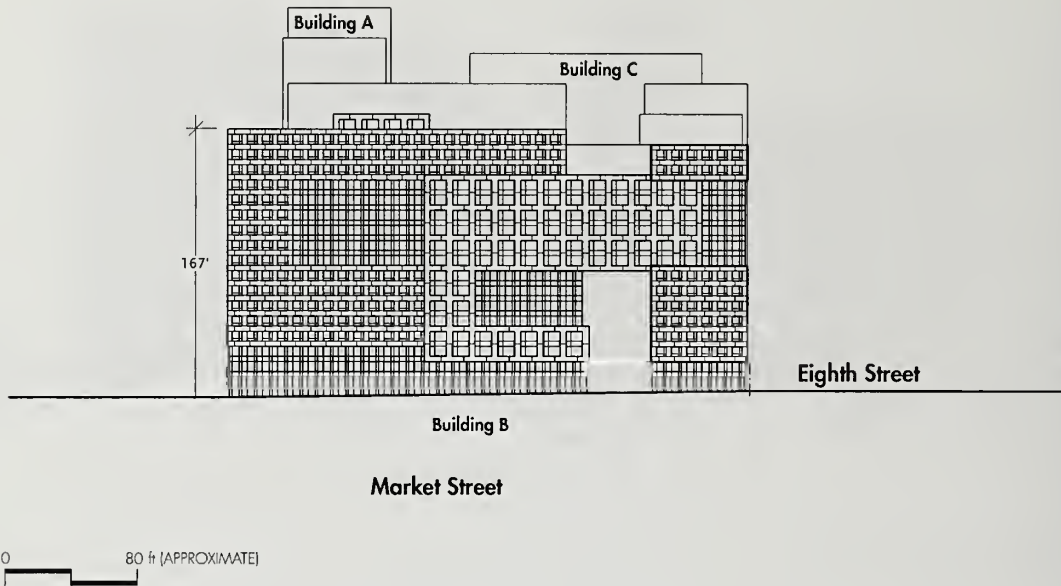 Building A
Building C
167'
Eighth Street
Building B
Market Street
0 80 ft (APPROXIMATE)